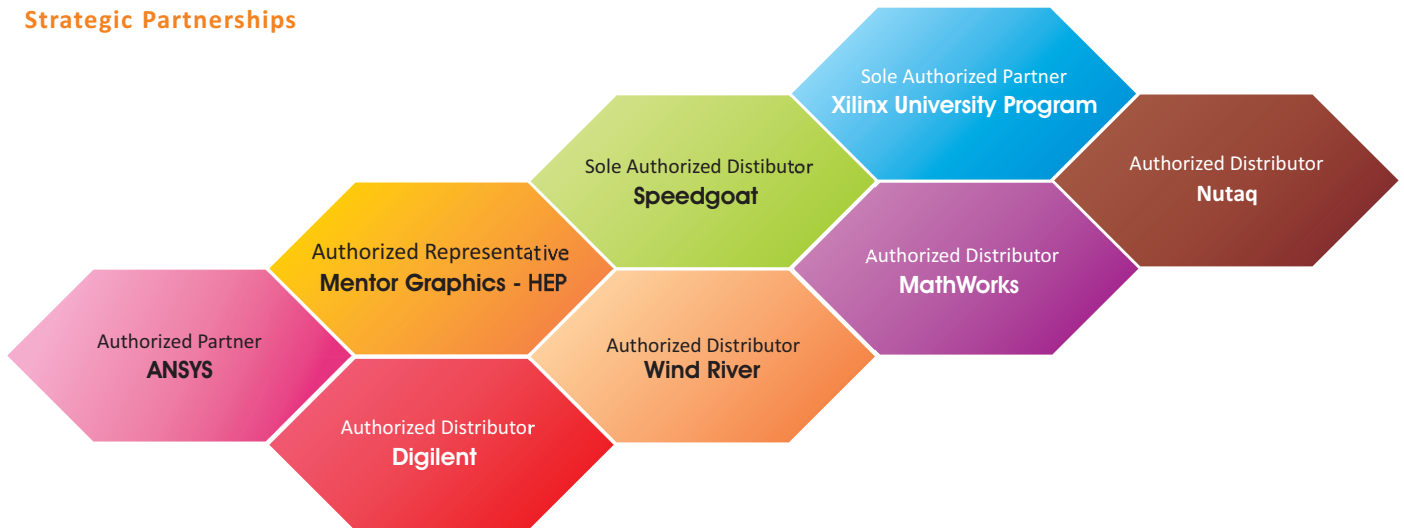 Strategic Partnerships
Sole Authorized Partner
Xilinx University Program
Sole Authorized Distibutor
Speedgoat
Authorized Distributor
Nutaq
Authorized Representative
Mentor Graphics - HEP
Authorized Distributor
MathWorks
Authorized Partner
ANSYS
Authorized Distributor
Wind River
Authorized Distributor
Digilent